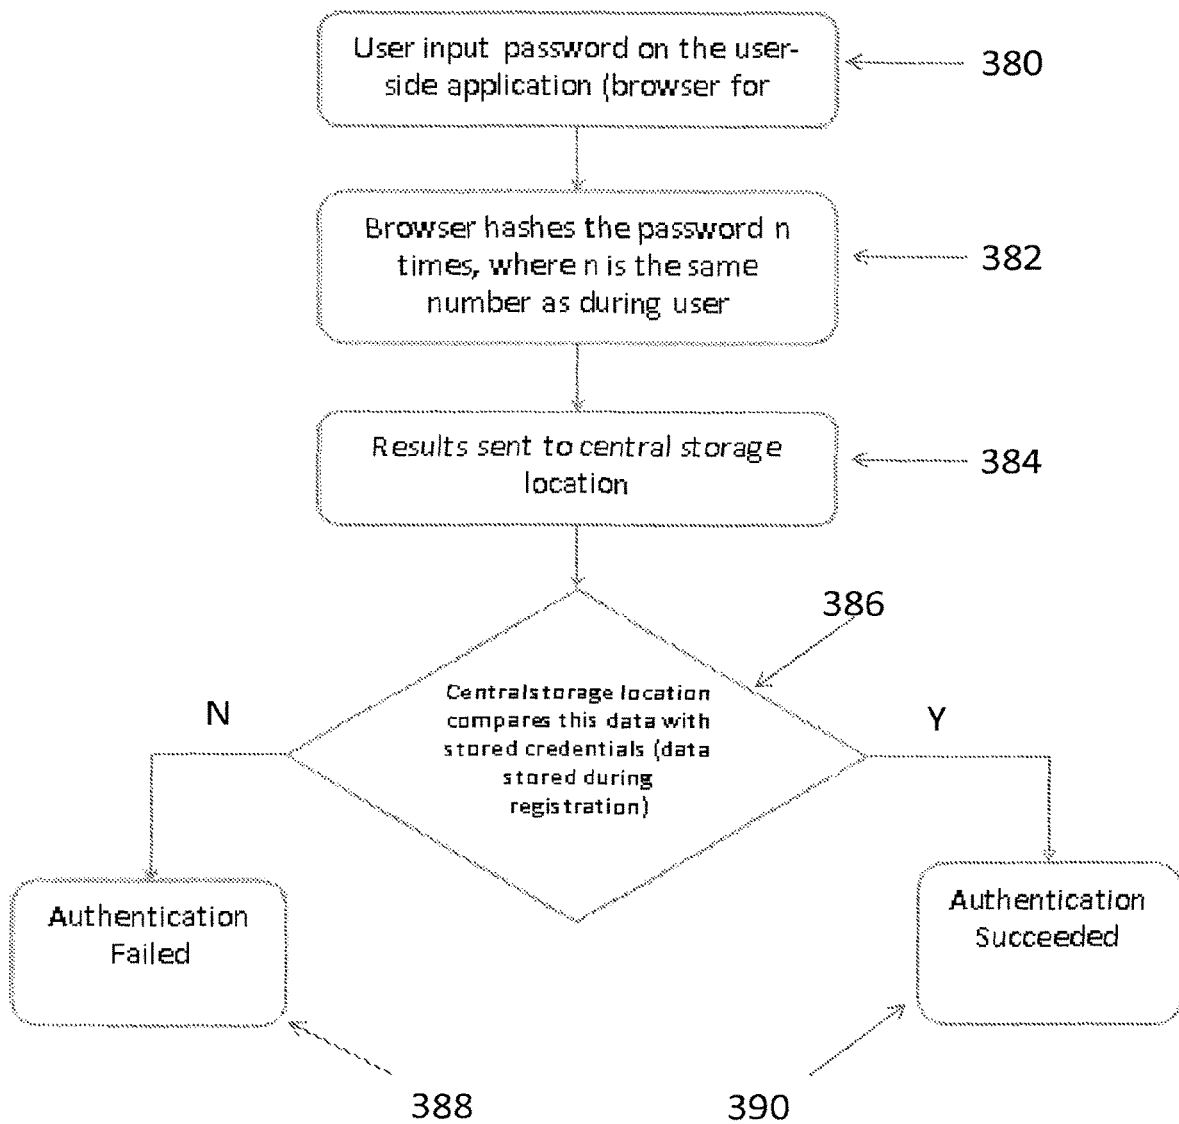 User input password on the user-
side application (browser for
380
Browser hashes the password n
times, where n is the same
number as during user
382
Results sent to central storage
location
384
386
Centralstorage location
compares this data with
stored credentials (data
stored during
registration)
N
Y
Authentication
Failed
Authentication
Succeeded
388
390